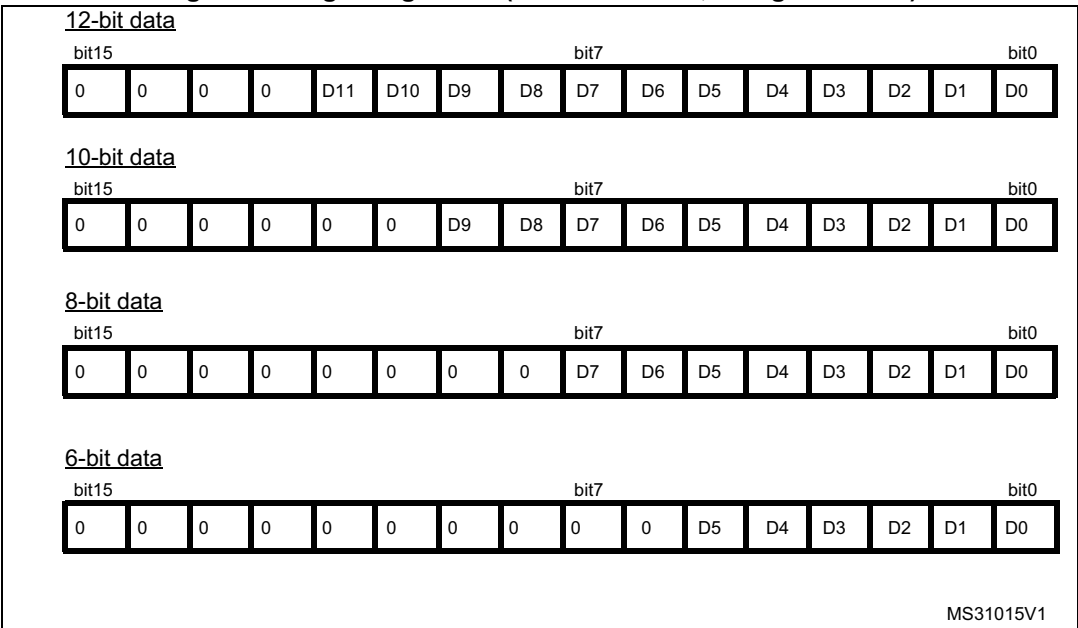 12-bit data
bit15 bit7 bit0
0 0 0 0 D11 D10 D9 D8 D7 D6 D5 D4 D3 D2 D1 D0
10-bit data
bit15 bit7 bit0
0 0 0 0 0 0 D9 D8 D7 D6 D5 D4 D3 D2 D1 D0
8-bit data
bit15 bit7 bit0
0 0 0 0 0 0 0 0 D7 D6 D5 D4 D3 D2 D1 D0
6-bit data
bit15 bit7 bit0
0 0 0 0 0 0 0 0 0 0 D5 D4 D3 D2 D1 D0
MS31015V1